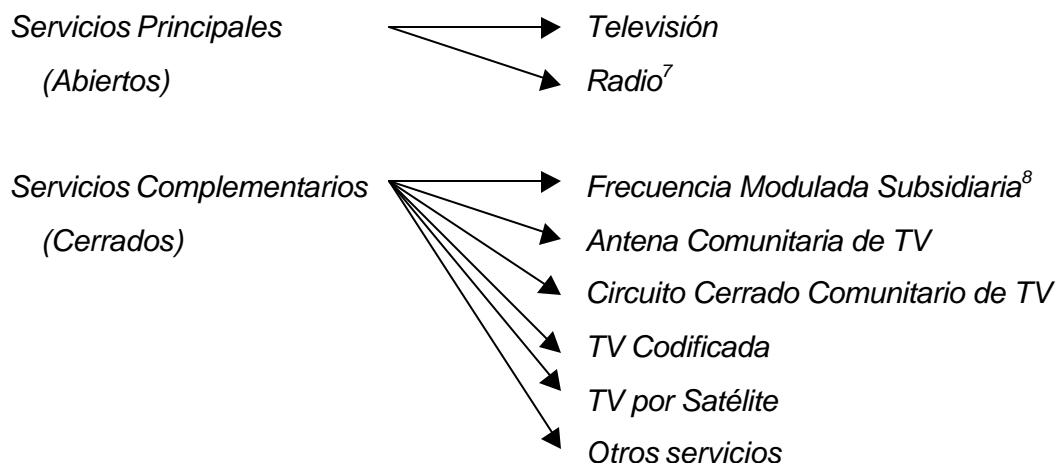 Servicios Principales Televisión
(Abiertos) Radio7
Servicios Complementarios Frecuencia Modulada Subsidiaria8
(Cerrados) Antena Comunitaria de TV
Circuito Cerrado Comunitario de TV
TV Codificada
TV por Satélite
Otros servicios